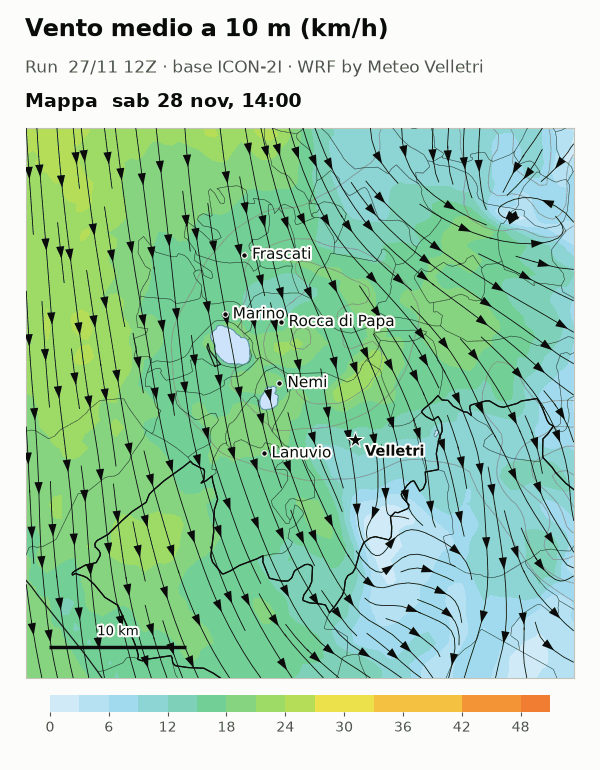 Vento medio a 10 m (km/h)
Run  27/11 12Z · base ICON-2I · WRF by Meteo Velletri
Mappa  sab 28 nov, 14:00
Frascati
Marino
Rocca di Papa
Nemi
Velletri
Lanuvio
10 km
0 6 12 18 24 30 36 42 48